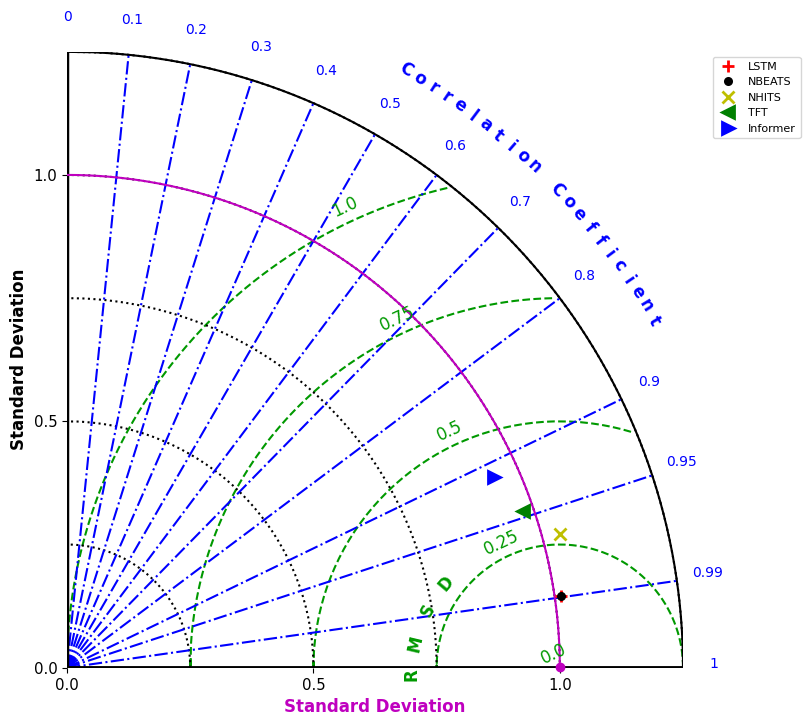 0
0.1
0.2
0.3
0.4
0.5
0.6
0.7
0.8
0.9
0.95
0.99
1
Correlation Coefficient
LSTM
NBEATS
NHITS
TFT
Informer
Standard Deviation
1.0
0.5
0.0
1.0
0.75
0.5
0.25
0.0
RMSD
0.0
0.5
1.0
Standard Deviation